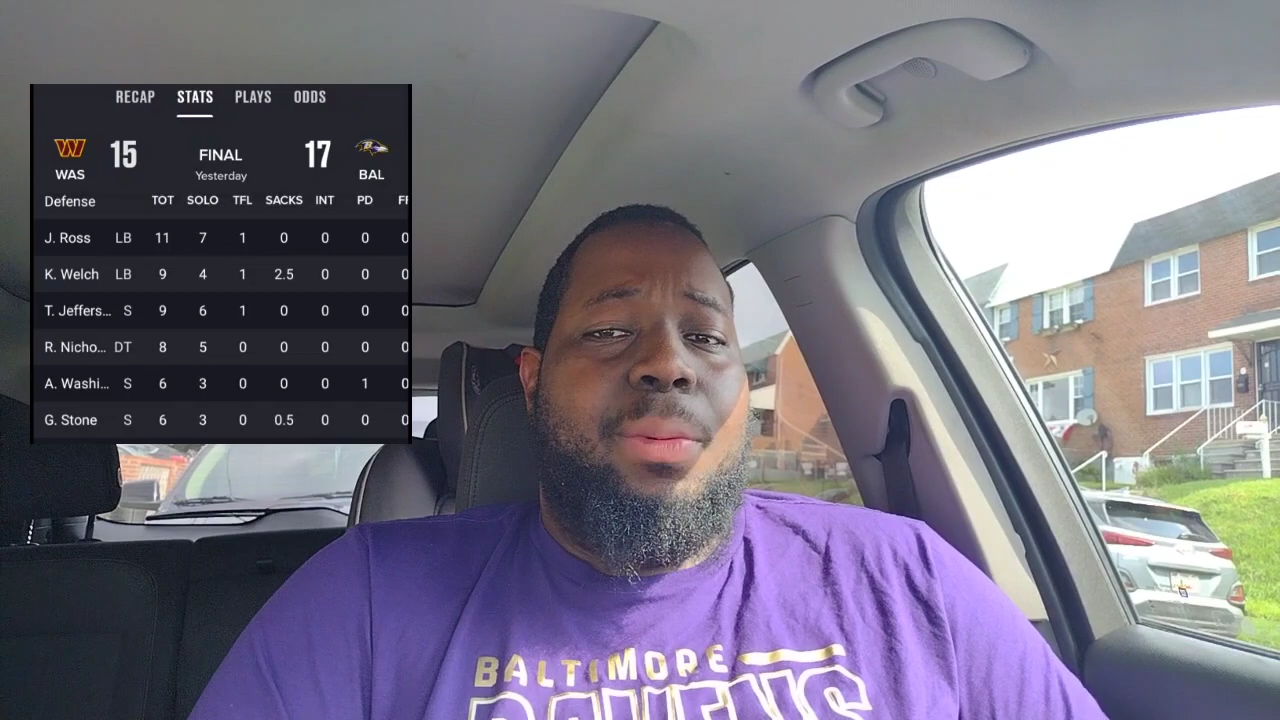 RECAP STATS PLAYS ODDS
15 FINAL 17
WAS Yesterday BAL
Defense TOT SOLO TFL SACKS INT PD
J. Ross LB 11 7 1 0 0 0 0
K. Welch LB 9 4 1 2.5 0 0 0
T. Jeffers... S 9 6 1 0 0 0 0
R. Nicho... DT 8 5 0 0 0 0 0
A. Washi... S 6 3 0 0 0 1 0
G. Stone S 6 3 0 0.5 0 0 0
BALTIMORE
RAVENS